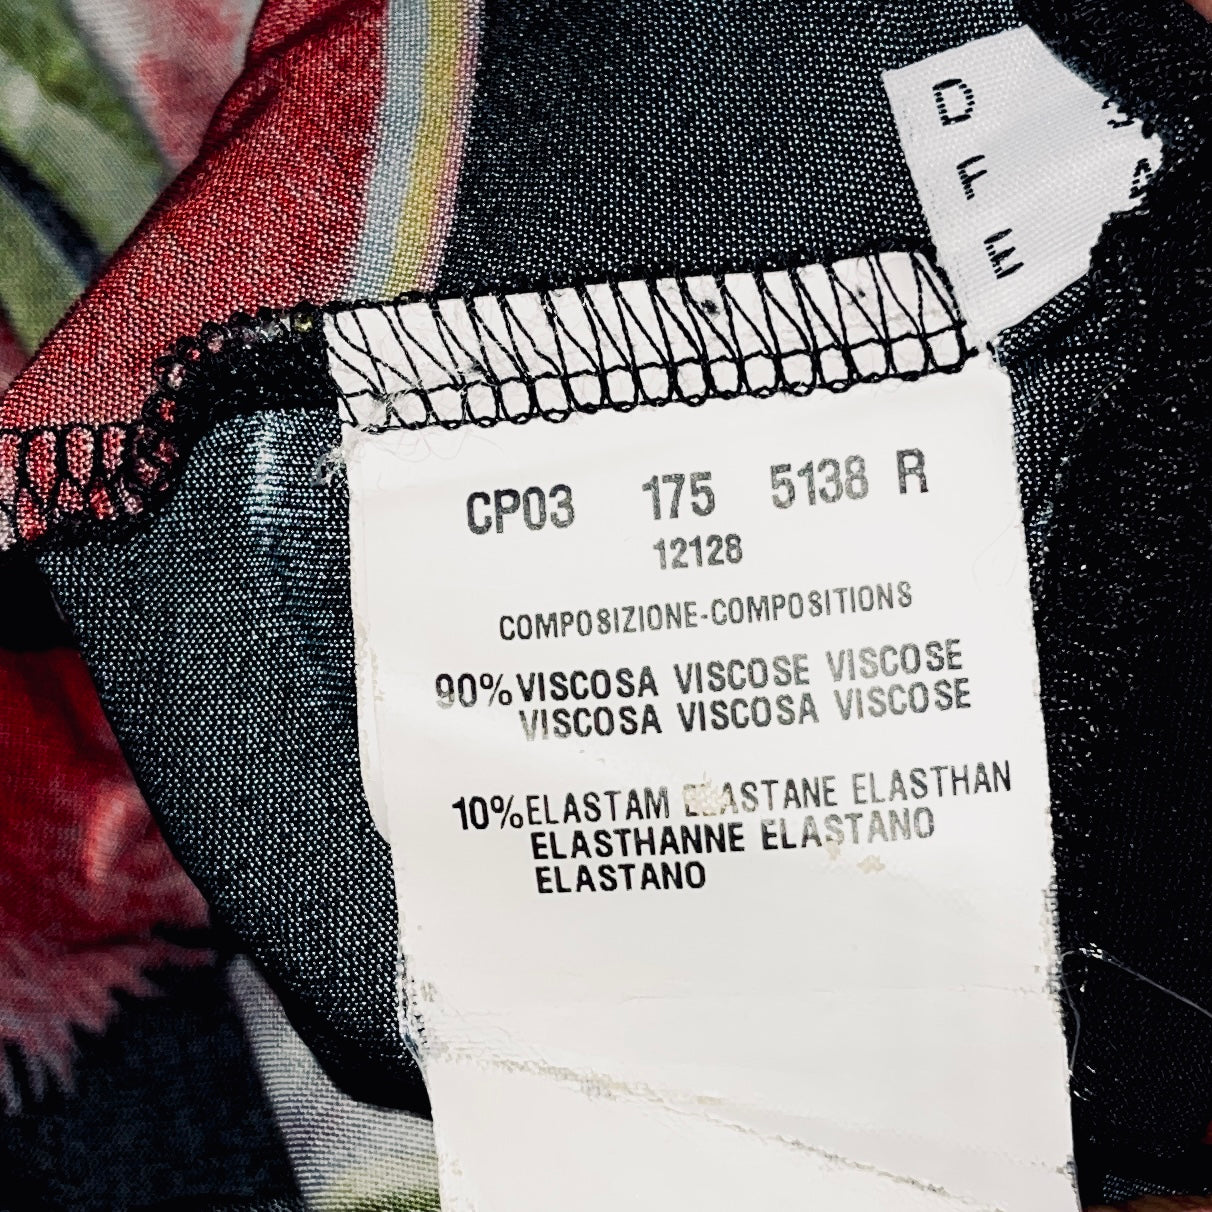 D
F
E
CP03 175 5138 R
12128
COMPOSIZIONE-COMPOSITIONS
90% VISCOSA VISCOSE VISCOSE
VISCOSA VISCOSA VISCOSE
10% ELASTAM ELASTANE ELASTHAN
ELASTHANNE ELASTANO
ELASTANO